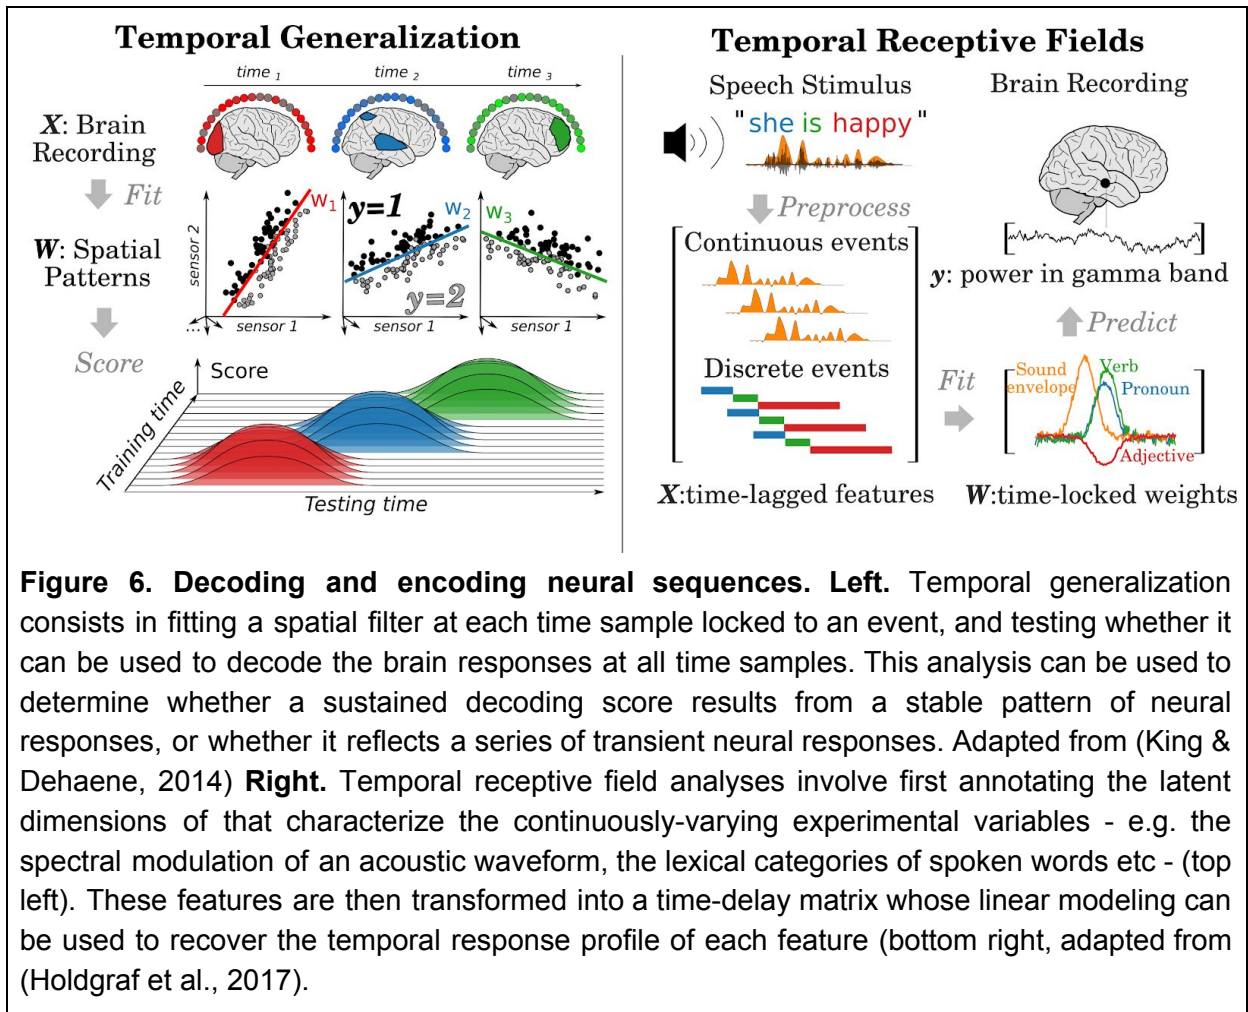 Temporal Generalization
time 1
time 2
time 3
X: Brain
Recording
Fit
W: Spatial
Patterns
Score
sensor 2
w1
y=1
w2
y=2
w3
...
sensor 1
sensor 1
sensor 1
Score
Training time
Testing time
Temporal Receptive Fields
Speech Stimulus
"she is happy"
Preprocess
Continuous events
Discrete events
X:time-lagged features
Fit
Brain Recording
y: power in gamma band
Predict
Sound
envelope
Verb
Pronoun
Adjective
W:time-locked weights
Figure 6. Decoding and encoding neural sequences. Left. Temporal generalization
consists in fitting a spatial filter at each time sample locked to an event, and testing whether it
can be used to decode the brain responses at all time samples. This analysis can be used to
determine whether a sustained decoding score results from a stable pattern of neural
responses, or whether it reflects a series of transient neural responses. Adapted from (King &
Dehaene, 2014) Right. Temporal receptive field analyses involve first annotating the latent
dimensions of that characterize the continuously-varying experimental variables - e.g. the
spectral modulation of an acoustic waveform, the lexical categories of spoken words etc - (top
left). These features are then transformed into a time-delay matrix whose linear modeling can
be used to recover the temporal response profile of each feature (bottom right, adapted from
(Holdgraf et al., 2017).